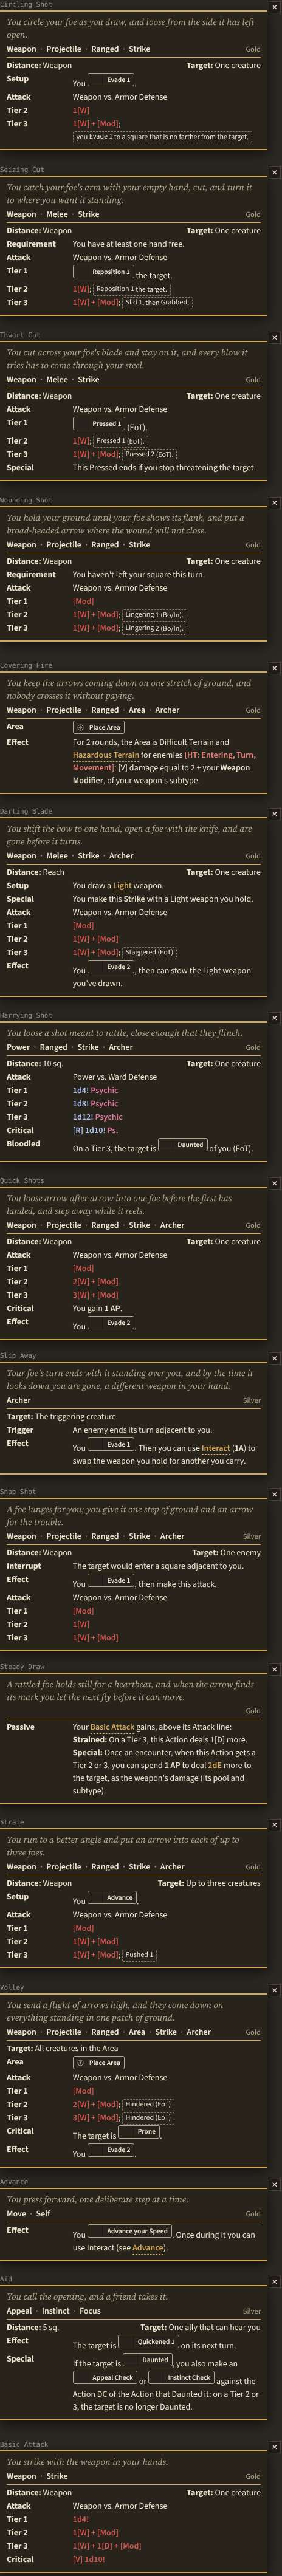 Circling Shot
×
You circle your foe as you draw, and loose from the side it has left
open.
Weapon · Projectile · Ranged · Strike Gold
Distance: Weapon Target: One creature
Setup You Evade 1.
Attack Weapon vs. Armor Defense
Tier 2 1[W]
Tier 3 1[W] + [Mod];
you Evade 1 to a square that is no farther from the target.
Seizing Cut
×
You catch your foe's arm with your empty hand, cut, and turn it
to where you want it standing.
Weapon · Melee · Strike Gold
Distance: Weapon Target: One creature
Requirement You have at least one hand free.
Attack Weapon vs. Armor Defense
Tier 1 Reposition 1 the target.
Tier 2 1[W]; Reposition 1 the target.
Tier 3 1[W] + [Mod]; Slid 1, then Grabbed.
Thwart Cut
×
You cut across your foe's blade and stay on it, and every blow it
tries has to come through your steel.
Weapon · Melee · Strike Gold
Distance: Weapon Target: One creature
Attack Weapon vs. Armor Defense
Tier 1 Pressed 1 (EoT).
Tier 2 1[W]; Pressed 1 (EoT).
Tier 3 1[W] + [Mod]; Pressed 2 (EoT).
Special This Pressed ends if you stop threatening the target.
Wounding Shot
×
You hold your ground until your foe shows its flank, and put a
broad-headed arrow where the wound will not close.
Weapon · Projectile · Ranged · Strike Gold
Distance: Weapon Target: One creature
Requirement You haven't left your square this turn.
Attack Weapon vs. Armor Defense
Tier 1 [Mod]
Tier 2 1[W] + [Mod]; Lingering 1 (Bo/In).
Tier 3 1[W] + [Mod]; Lingering 2 (Bo/In).
Covering Fire
×
You keep the arrows coming down on one stretch of ground, and
nobody crosses it without paying.
Weapon · Projectile · Ranged · Area · Archer Gold
Area Place Area
Effect For 2 rounds, the Area is Difficult Terrain and
Hazardous Terrain for enemies [HT: Entering, Turn,
Movement]: [V] damage equal to 2 + your Weapon
Modifier, of your weapon's subtype.
Darting Blade
×
You shift the bow to one hand, open a foe with the knife, and are
gone before it turns.
Weapon · Melee · Strike · Archer Gold
Distance: Reach Target: One creature
Setup You draw a Light weapon.
Special You make this Strike with a Light weapon you hold.
Attack Weapon vs. Armor Defense
Tier 1 [Mod]
Tier 2 1[W] + [Mod]
Tier 3 1[W] + [Mod]; Staggered (EoT)
Effect You Evade 2, then can stow the Light weapon
you've drawn.
Harrying Shot
×
You loose a shot meant to rattle, close enough that they flinch.
Power · Ranged · Strike · Archer Gold
Distance: 10 sq. Target: One creature
Attack Power vs. Ward Defense
Tier 1 1d4! Psychic
Tier 2 1d8! Psychic
Tier 3 1d12! Psychic
Critical [R] 1d10! Ps.
Bloodied On a Tier 3, the target is Daunted of you (EoT).
Quick Shots
×
You loose arrow after arrow into one foe before the first has
landed, and step away while it reels.
Weapon · Projectile · Ranged · Strike · Archer Gold
Distance: Weapon Target: One creature
Attack Weapon vs. Armor Defense
Tier 1 [Mod]
Tier 2 2[W] + [Mod]
Tier 3 3[W] + [Mod]
Critical You gain 1 AP.
Effect You Evade 2.
Slip Away
×
Your foe's turn ends with it standing over you, and by the time it
looks down you are gone, a different weapon in your hand.
Archer Silver
Target: The triggering creature
Trigger An enemy ends its turn adjacent to you.
Effect You Evade 1. Then you can use Interact (1A) to
swap the weapon you hold for another you carry.
Snap Shot
×
A foe lunges for you; you give it one step of ground and an arrow
for the trouble.
Weapon · Projectile · Ranged · Strike · Archer Silver
Distance: Weapon Target: One enemy
Interrupt The target would enter a square adjacent to you.
Effect You Evade 1, then make this attack.
Attack Weapon vs. Armor Defense
Tier 1 [Mod]
Tier 2 1[W]
Tier 3 1[W] + [Mod]
Steady Draw
×
A rattled foe holds still for a heartbeat, and when the arrow finds
its mark you let the next fly before it can move.
Gold
Passive Your Basic Attack gains, above its Attack line:
Strained: On a Tier 3, this Action deals 1[D] more.
Special: Once an encounter, when this Action gets a
Tier 2 or 3, you can spend 1 AP to deal 2dE more to
the target, as the weapon's damage (its pool and
subtype).
Strafe
×
You run to a better angle and put an arrow into each of up to
three foes.
Weapon · Projectile · Ranged · Strike · Archer Gold
Distance: Weapon Target: Up to three creatures
Setup You Advance.
Attack Weapon vs. Armor Defense
Tier 1 [Mod]
Tier 2 1[W] + [Mod]
Tier 3 1[W] + [Mod]; Pushed 1
Volley
×
You send a flight of arrows high, and they come down on
everything standing in one patch of ground.
Weapon · Projectile · Ranged · Area · Strike · Archer Gold
Target: All creatures in the Area
Area Place Area
Attack Weapon vs. Armor Defense
Tier 1 [Mod]
Tier 2 2[W] + [Mod]; Hindered (EoT)
Tier 3 3[W] + [Mod]; Hindered (EoT)
Critical The target is Prone.
Effect You Evade 2.
Advance
×
You press forward, one deliberate step at a time.
Move · Self Gold
Effect You Advance your Speed. Once during it you can
use Interact (see Advance).
Aid
×
You call the opening, and a friend takes it.
Appeal · Instinct · Focus Silver
Distance: 5 sq. Target: One ally that can hear you
Effect The target is Quickened 1 on its next turn.
Special If the target is Daunted, you also make an
Appeal Check or Instinct Check against the
Action DC of the Action that Daunted it: on a Tier 2 or
3, the target is no longer Daunted.
Basic Attack
×
You strike with the weapon in your hands.
Weapon · Strike Gold
Distance: Weapon Target: One creature
Attack Weapon vs. Armor Defense
Tier 1 1d4!
Tier 2 1[W] + [Mod]
Tier 3 1[W] + 1[D] + [Mod]
Critical [V] 1d10!